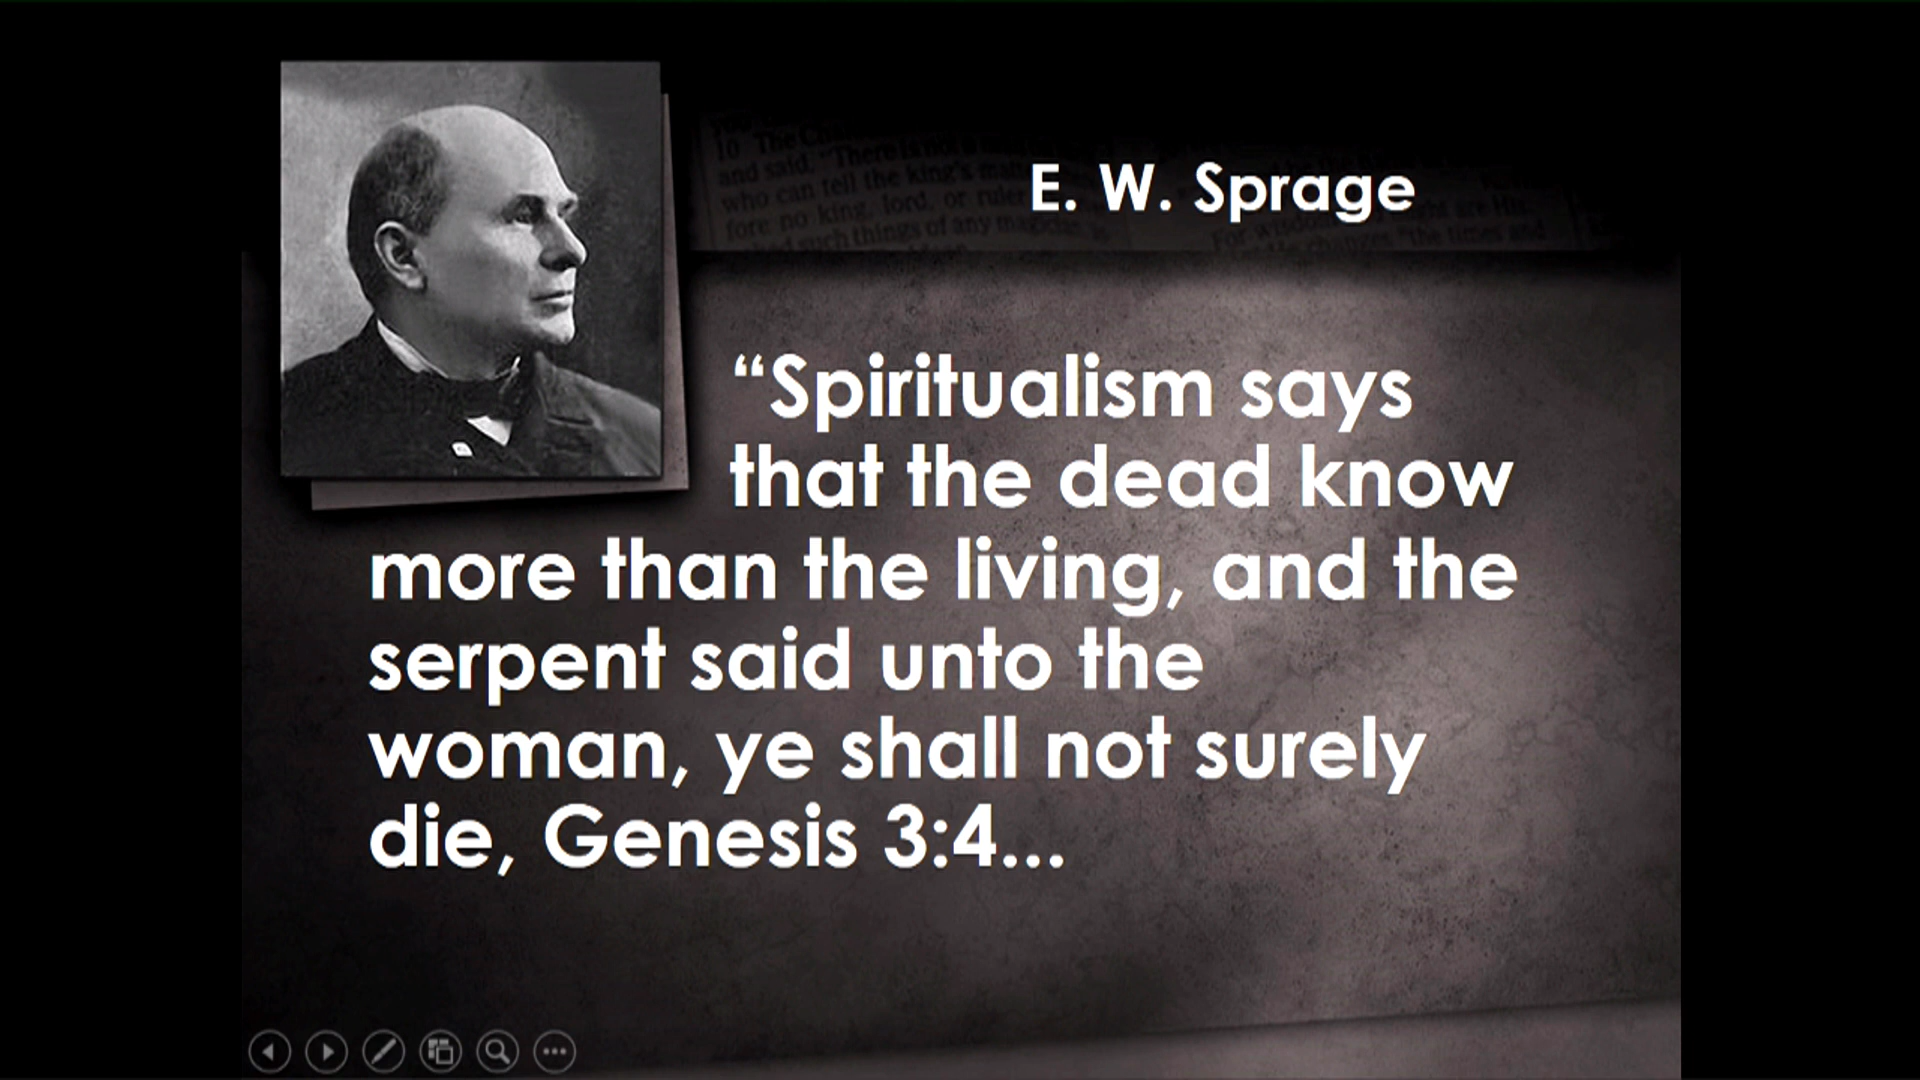 E. W. Sprage
“Spiritualism says
that the dead know
more than the living, and the
serpent said unto the
woman, ye shall not surely
die, Genesis 3:4...